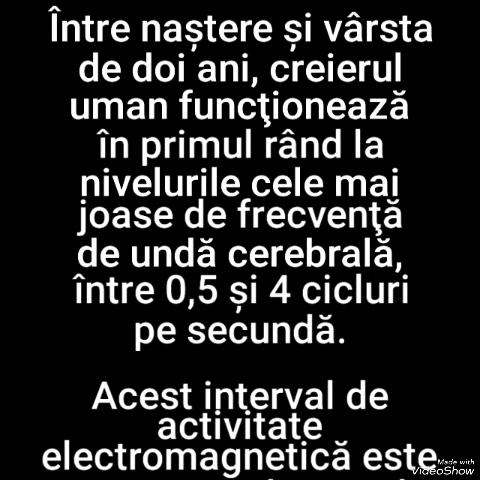 Între naștere și vârsta
de doi ani, creierul
uman funcţionează
în primul rând la
nivelurile cele mai
joase de frecvenţă
de undă cerebrală,
între 0,5 și 4 cicluri
pe secundă.
Acest interval de
activitate
electromagnetică este
Made with
VideoShow